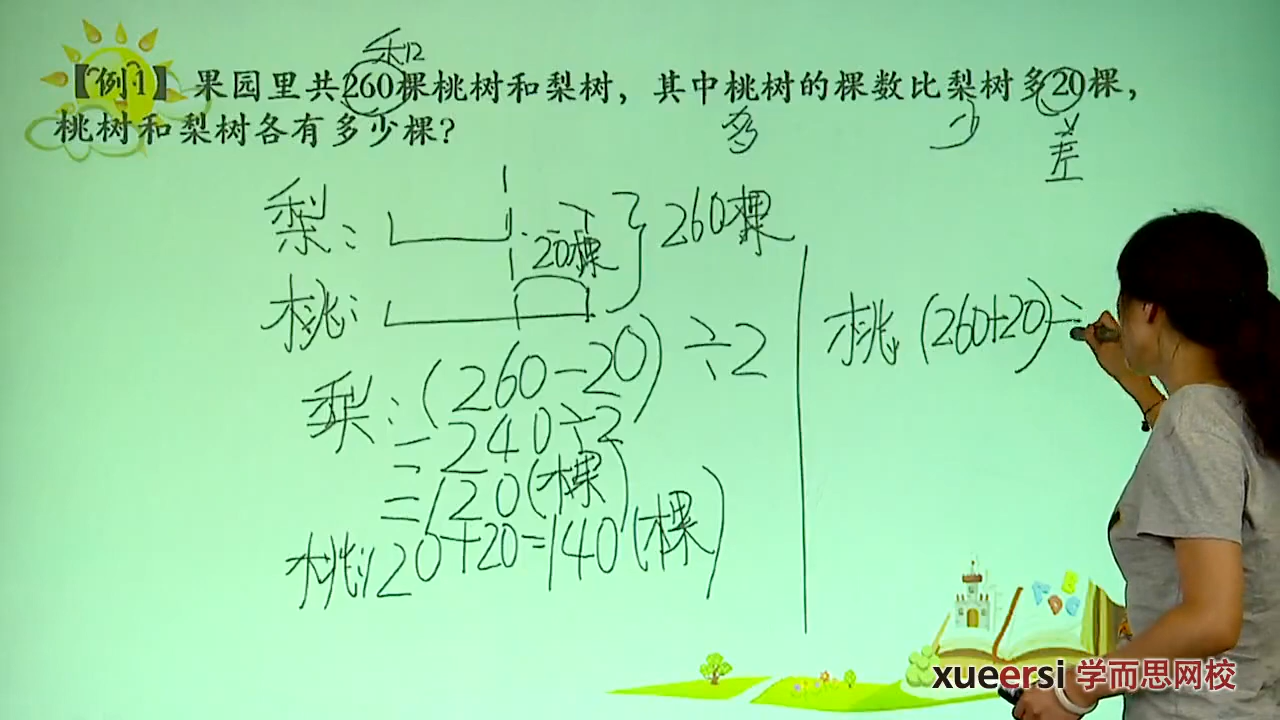 和
【例1】 果园里共260棵桃树和梨树，其中桃树的棵数比梨树多20棵，
桃树和梨树各有多少棵？
多 少 差
梨： 260棵
20棵
桃：
梨：(260-20)÷2
=240÷2
=120(棵)
桃：120+20=140(棵)
桃 (260+20)÷
xueersi 学而思网校